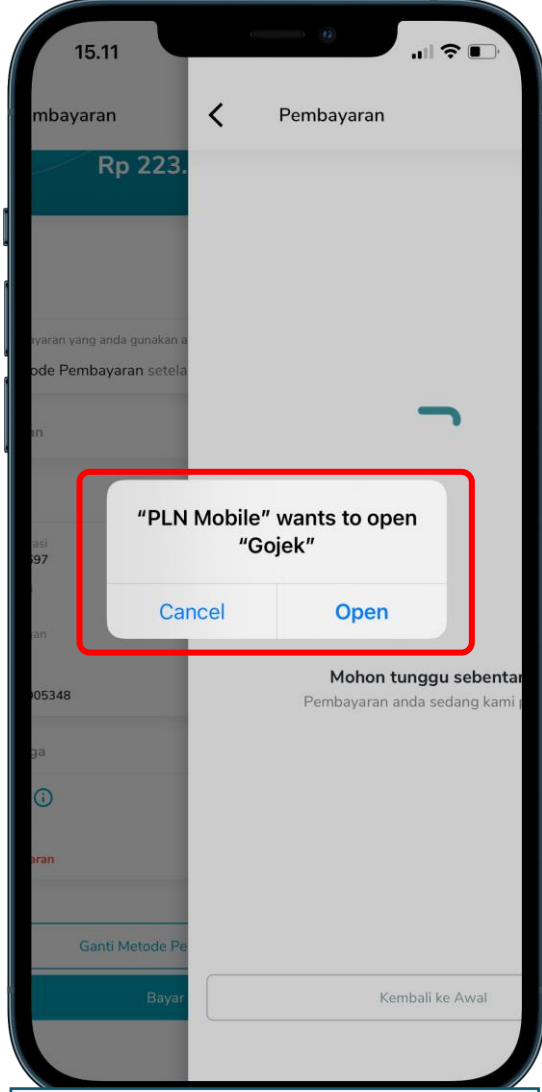 15.11
mbayaran
Pembayaran
Rp 223.
ayaran yang anda gunakan a
ode Pembayaran setela
an
"PLN Mobile" wants to open
"Gojek"
Cancel
Open
rasi
597
an
005348
Mohon tunggu sebentar
Pembayaran anda sedang kami
ga
aran
Ganti Metode Pe
Bayar
Kembali ke Awal